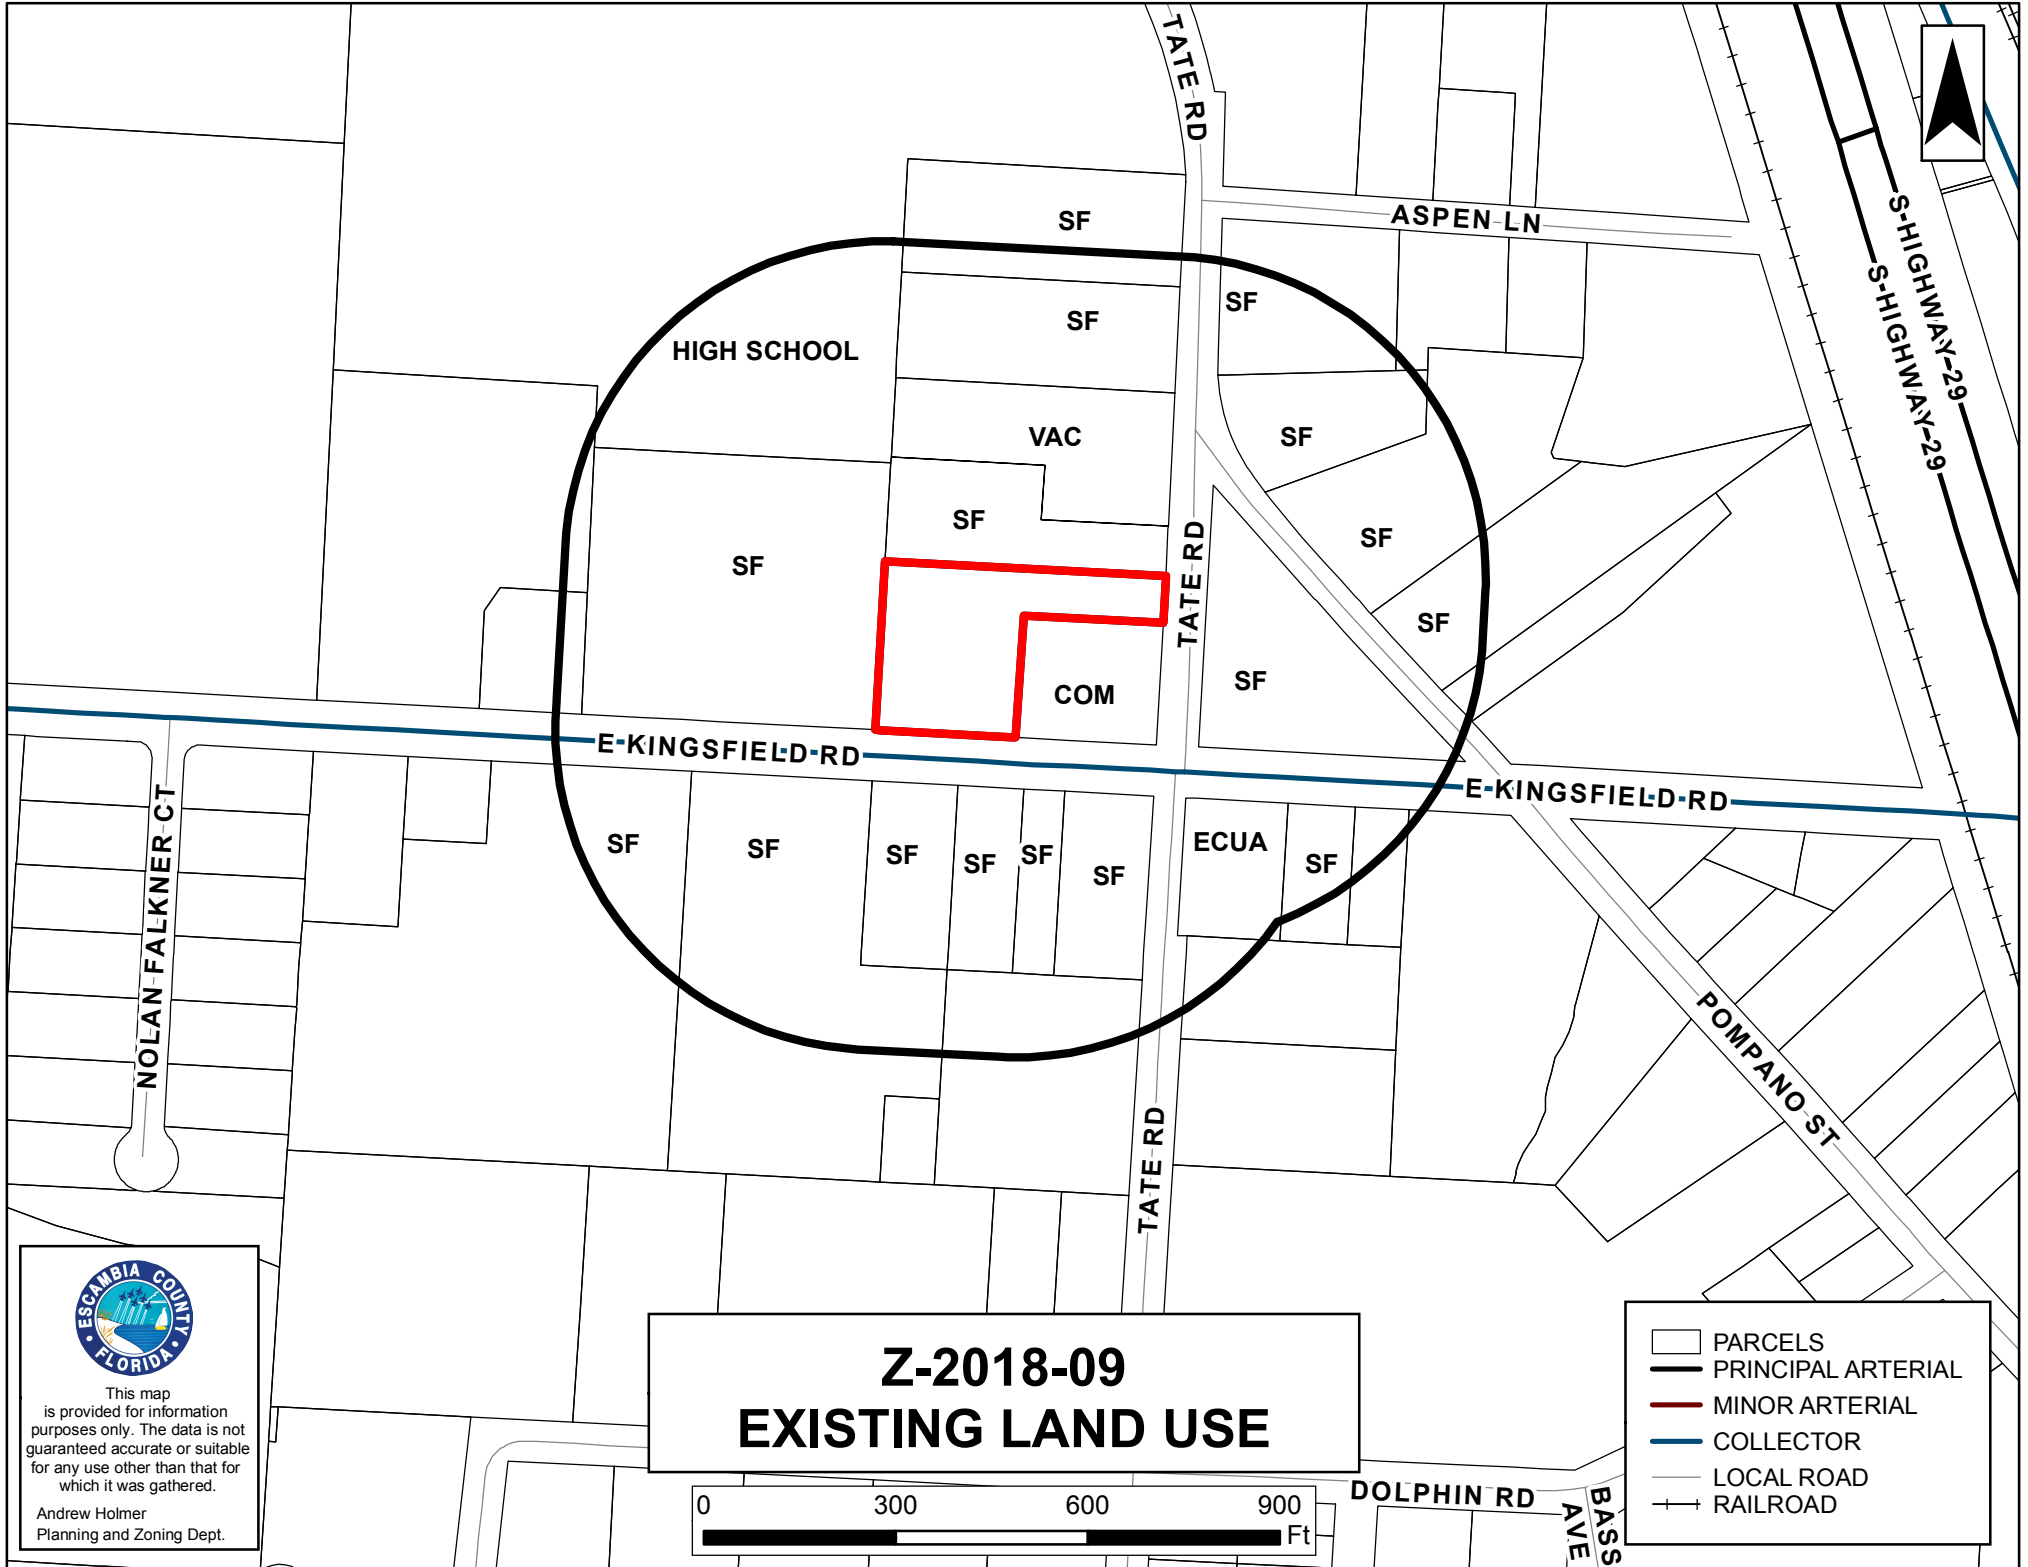 TATE RD
ASPEN LN
S-HIGHWAY-29
S-HIGHWAY-29
SF
SF
SF
HIGH SCHOOL
VAC
SF
SF
SF
SF
TATE RD
SF
SF
COM
E-KINGSFIELD-RD
E-KINGSFIELD-RD
NOLAN-FALKNER-CT
SF
SF
SF
SF
SF
SF
ECUA
SF
POMPANO-ST
TATE-RD
ESCAMBIA COUNTY
FLORIDA
This map
is provided for information
purposes only. The data is not
guaranteed accurate or suitable
for any use other than that for
which it was gathered.
Andrew Holmer
Planning and Zoning Dept.
Z-2018-09
EXISTING LAND USE
0 300 600 900
Ft
DOLPHIN RD
BASS
AVE
PARCELS
PRINCIPAL ARTERIAL
MINOR ARTERIAL
COLLECTOR
LOCAL ROAD
RAILROAD